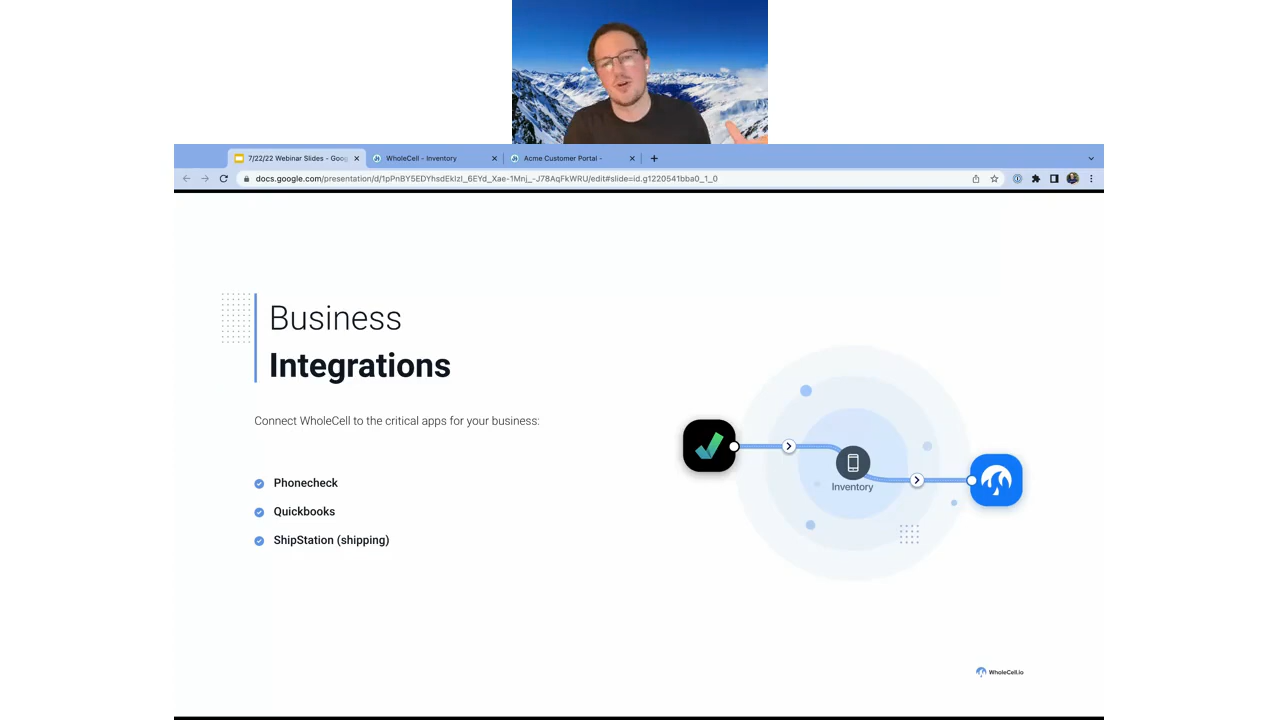 7/22/22 Webinar Slides - Goog
WholeCell - Inventory
Acme Customer Portal -
docs.google.com/presentation/d/1pPnBY5EDYhsdEkIzI_6EYd_Xae-1Mnj_-J78AqFkWRU/edit#slide=id.g1220541bba0_1_0
Business
Integrations
Connect WholeCell to the critical apps for your business:
Phonecheck
Quickbooks
ShipStation (shipping)
Inventory
WholeCell.io